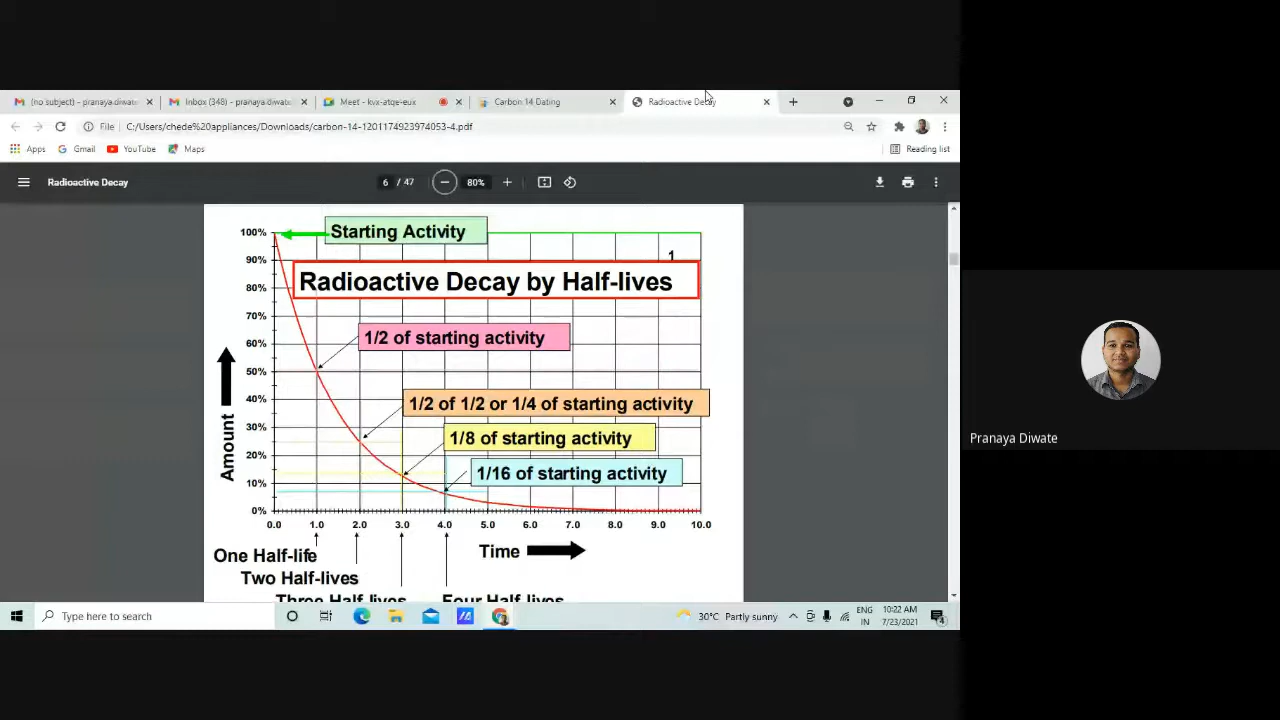 (no subject) - pranaya.diwate
Inbox (348) - pranaya.diwate
Meet - kvx-atqe-eux
Carbon 14 Dating
Radioactive Decay
File
C:/Users/chede%20appliances/Downloads/carbon-14-1201174923974053-4.pdf
Apps
Gmail
YouTube
Maps
Reading list
Radioactive Decay
6 / 47
80%
100%
Starting Activity
90%
1
Radioactive Decay by Half-lives
80%
70%
1/2 of starting activity
60%
50%
40%
1/2 of 1/2 or 1/4 of starting activity
30%
1/8 of starting activity
20%
1/16 of starting activity
10%
0%
Amount
0.0 1.0 2.0 3.0 4.0 5.0 6.0 7.0 8.0 9.0 10.0
Time
One Half-life
Two Half-lives
Three Half-lives
Four Half-lives
Type here to search
30°C Partly sunny
ENG
IN
10:22 AM
7/23/2021
4
Pranaya Diwate